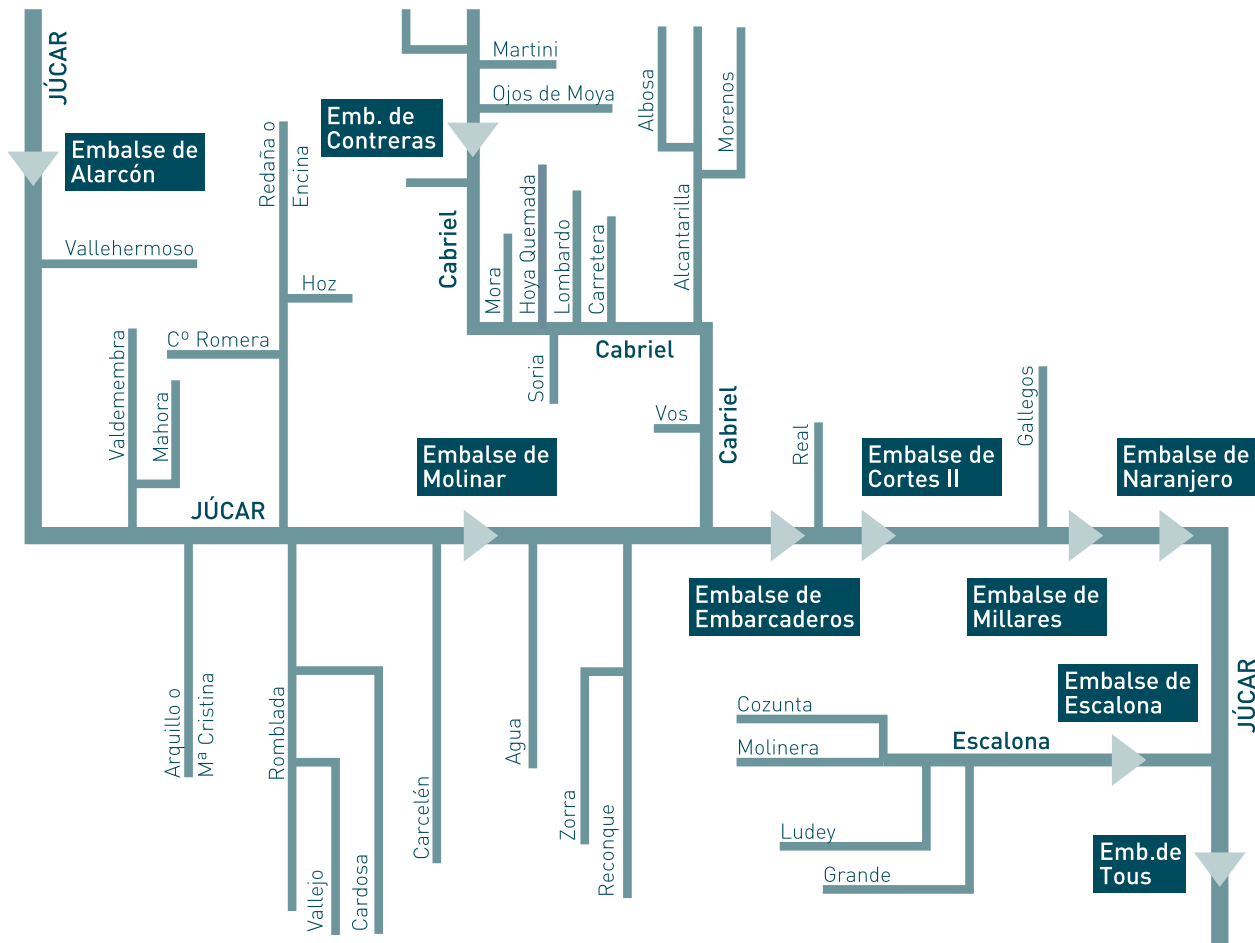 JÚCAR
Embalse de
Alarcón
Vallehermoso
Redaña o
Encina
Hoz
Cº Romera
Valdemembra
Mahora
JÚCAR
Martini
Ojos de Moya
Emb. de
Contreras
Cabriel
Mora
Hoya Quemada
Lombardo
Carretera
Albosa
Morenos
Alcantarilla
Cabriel
Soria
Vos
Cabriel
Embalse de
Molinar
Real
Embalse de
Cortes II
Gallegos
Embalse de
Naranjero
Embalse de
Embarcaderos
Embalse de
Millares
Arquillo o
Mª Cristina
Romblada
Vallejo
Cardosa
Carcelén
Agua
Zorra
Reconque
Cozunta
Molinera
Escalona
Embalse de
Escalona
JÚCAR
Ludey
Grande
Emb.de
Tous